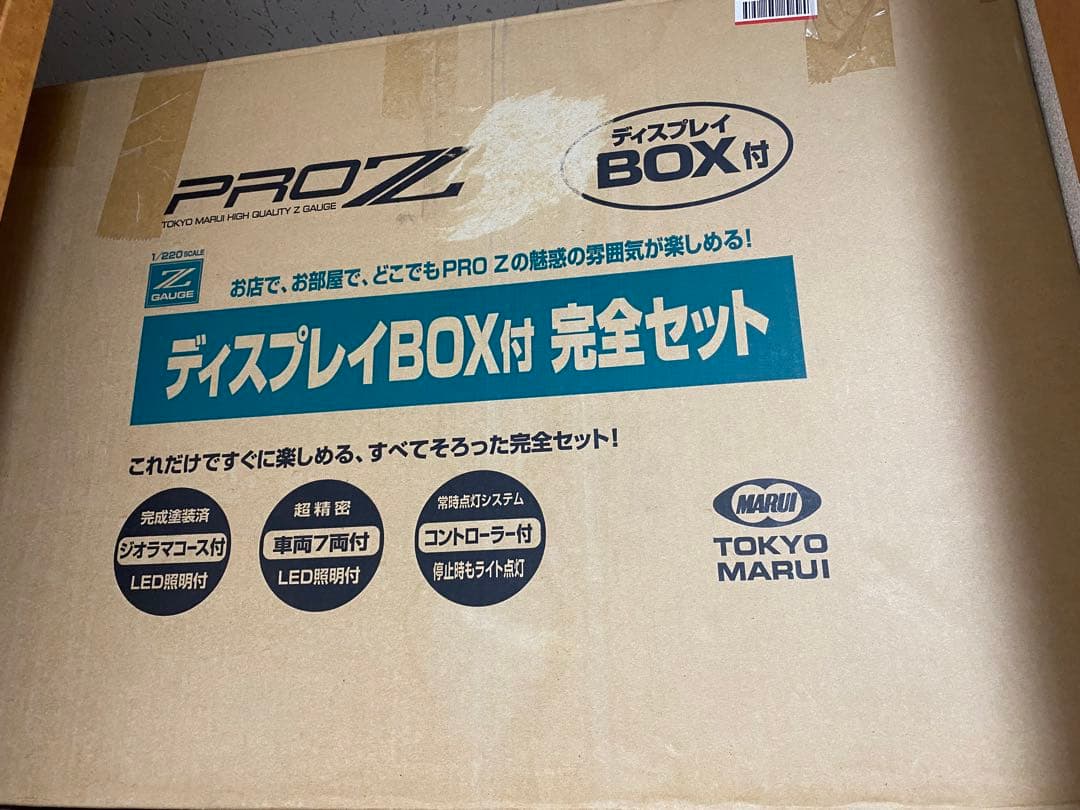 PRO Z
TOKYO MARUI HIGH QUALITY Z GAUGE
ディスプレイ
BOX付
1/220 SCALE
Z
GAUGE
お店で、お部屋で、どこでもPRO Zの魅惑の雰囲気が楽しめる!
ディスプレイBOX付 完全セット
これだけですぐに楽しめる、すべてそろった完全セット!
完成塗装済
ジオラマコース付
LED照明付
超精密
車両7両付
LED照明付
常時点灯システム
コントローラー付
停止時もライト点灯
MARUI
TOKYO
MARUI